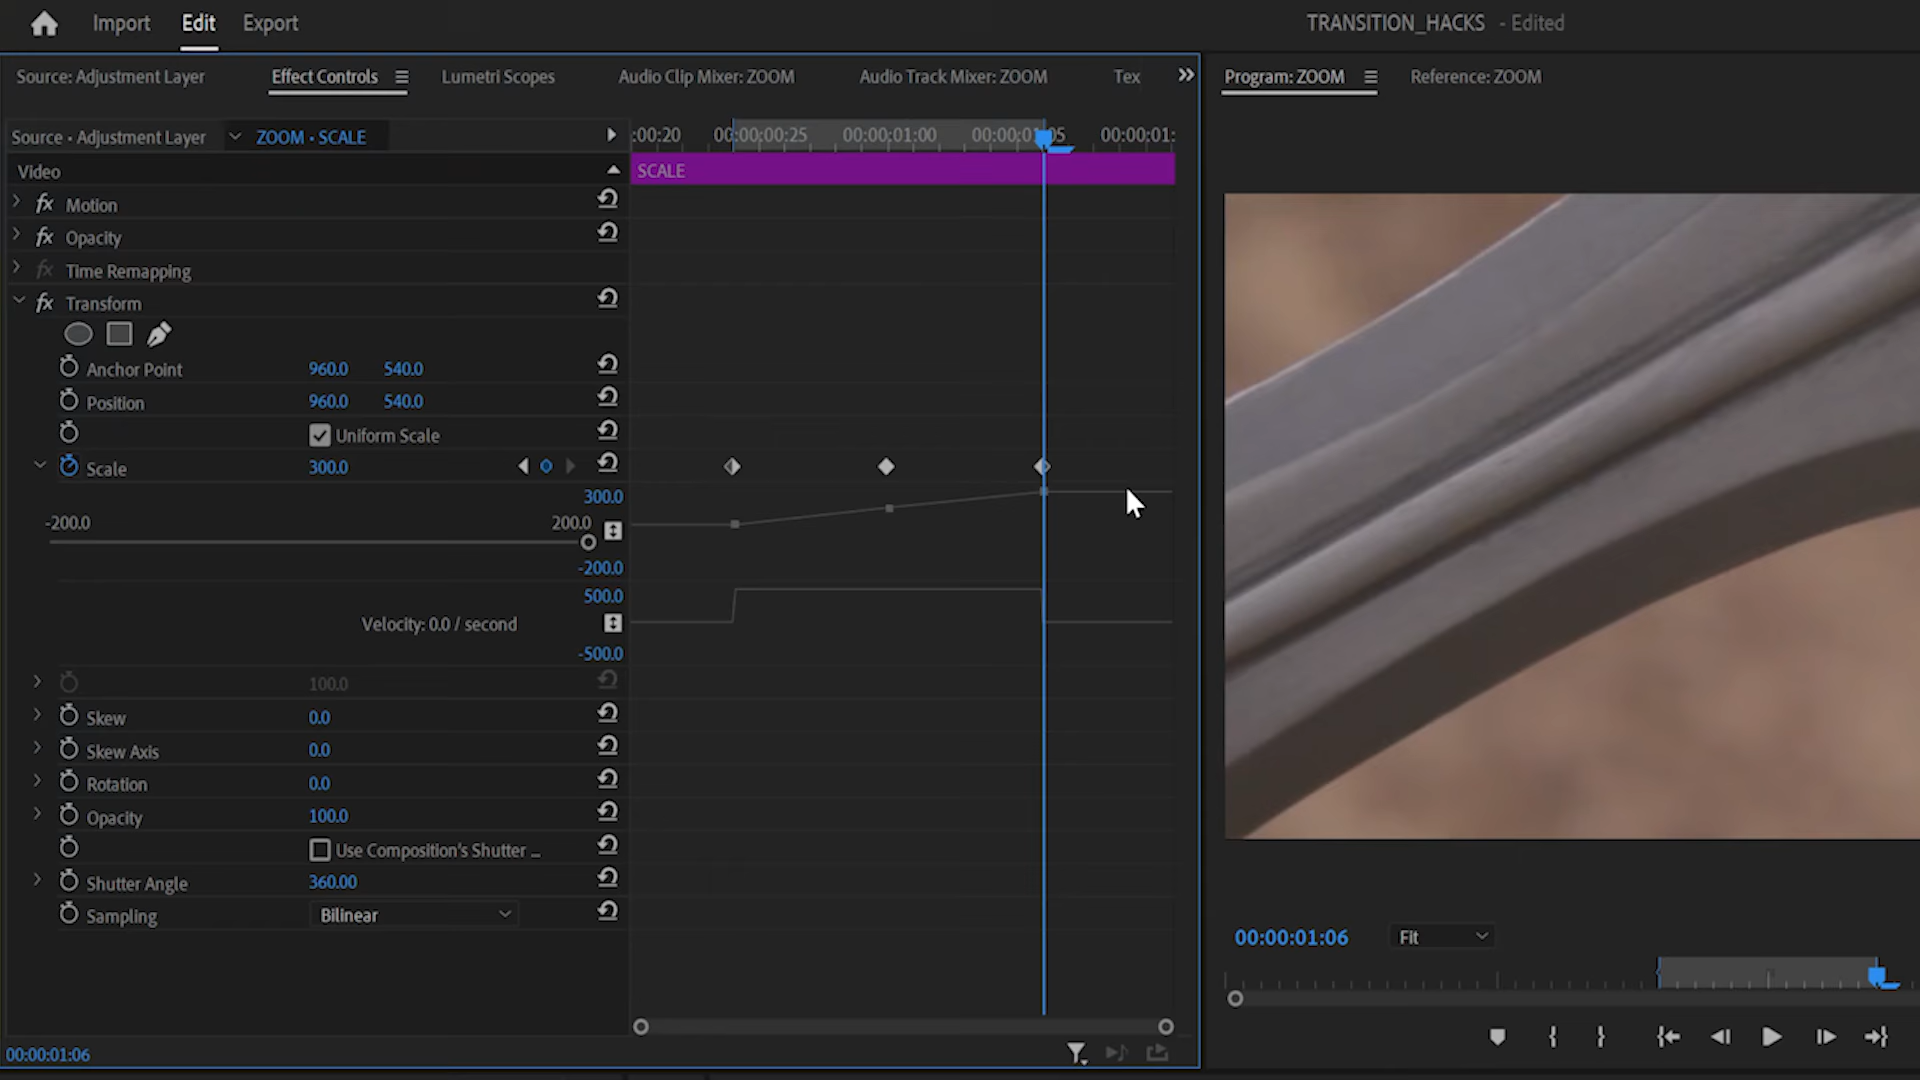 Import Edit Export TRANSITION_HACKS - Edited
Source: Adjustment Layer Effect Controls Lumetri Scopes Audio Clip Mixer: ZOOM Audio Track Mixer: ZOOM Tex Program: ZOOM Reference: ZOOM
Source • Adjustment Layer ZOOM • SCALE :00:20 00:00:00:25 00:00:01:00 00:00:01:05 00:00:01:
Video SCALE
fx Motion
fx Opacity
fx Time Remapping
fx Transform
Anchor Point 960.0 540.0
Position 960.0 540.0
Uniform Scale
Scale 300.0
300.0
-200.0 200.0
-200.0
500.0
Velocity: 0.0 / second
-500.0
100.0
Skew 0.0
Skew Axis 0.0
Rotation 0.0
Opacity 100.0
Use Composition's Shutter ...
Shutter Angle 360.00
Sampling Bilinear
00:00:01:06 Fit
00:00:01:06